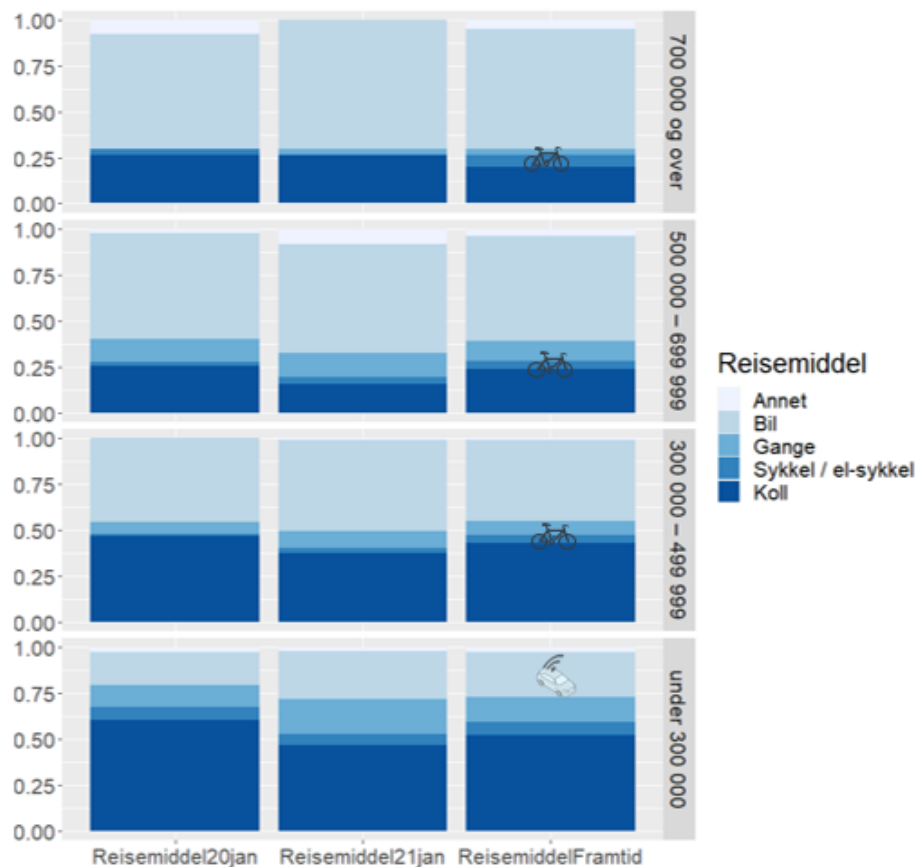 1.00
0.75
0.50
0.25
0.00
700 000 og over
1.00
0.75
0.50
0.25
0.00
500 000 – 699 999
1.00
0.75
0.50
0.25
0.00
300 000 – 499 999
1.00
0.75
0.50
0.25
0.00
under 300 000
Reisemiddel20jan
Reisemiddel21jan
ReisemiddelFramtid
Reisemiddel
Annet
Bil
Gange
Sykkel / el-sykkel
Koll